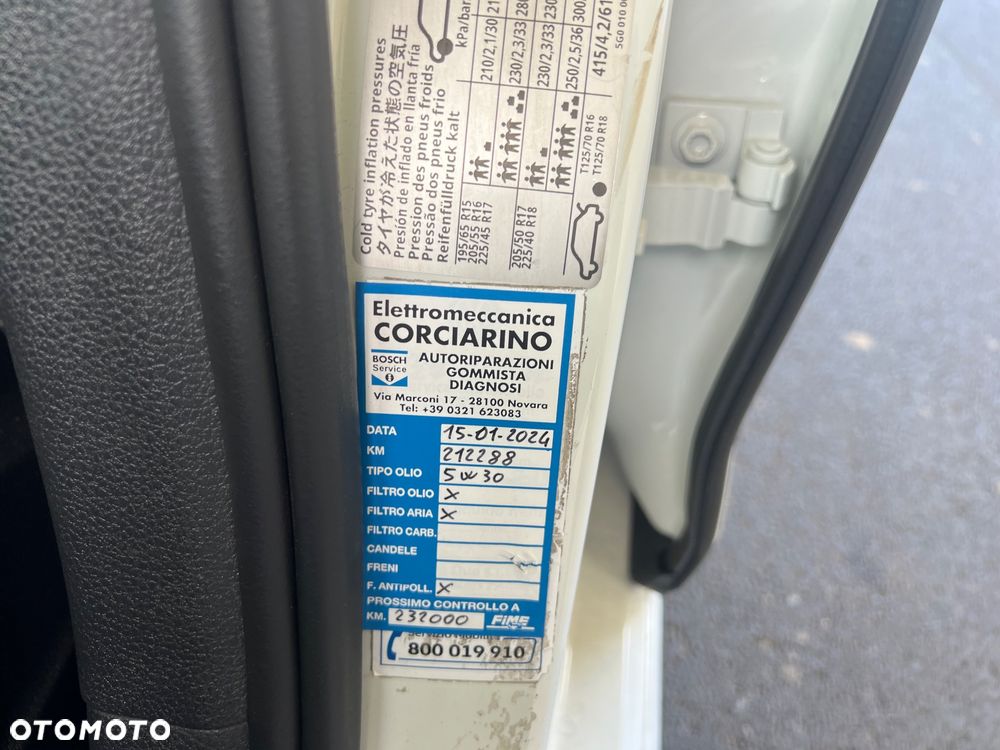 Cold tyre inflation pressures
タイヤが冷えた状態の空気圧
Presión de inflado en llanta fría
Pression des pneus froids
Pressão dos pneus frio
Reifenfülldruck kalt
kPa/bar
195/65 R15
205/55 R16
225/45 R17
210/2,1/30
230/2,3/33
205/50 R17
225/40 R18
230/2,3/33
250/2,5/36
T125/70 R16
T125/70 R18
415/4,2/61
Elettromeccanica
CORCIARINO
BOSCH
Service
AUTORIPARAZIONI
GOMMISTA
DIAGNOSI
Via Marconi 17 - 28100 Novara
Tel: +39 0321 623083
DATA 15-01-2024
KM 212288
TIPO OLIO 5w30
FILTRO OLIO X
FILTRO ARIA X
FILTRO CARB.
CANDELE
FRENI
F. ANTIPOLL. X
PROSSIMO CONTROLLO A
KM. 232000 FIME
800 019 910
OTOMOTO